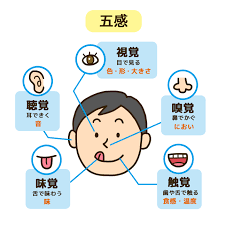 五感
視覚
目で見る
色・形・大きさ
聴覚
耳できく
音
嗅覚
鼻でかぐ
におい
味覚
舌で味わう
味
触覚
歯や舌で触る
食感・温度